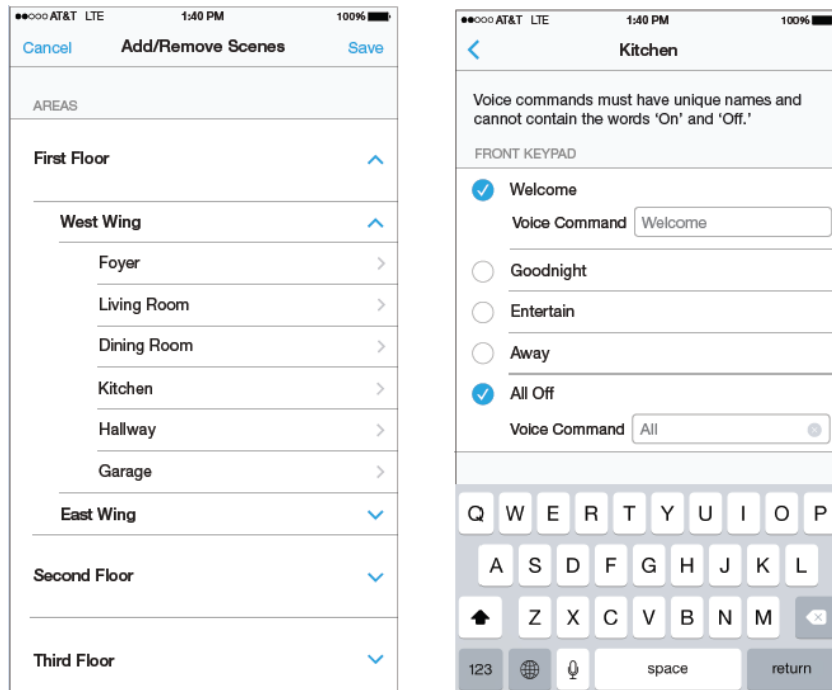 AT&T LTE 1:40 PM 100%
Cancel Add/Remove Scenes Save
AREAS
First Floor
West Wing
Foyer
Living Room
Dining Room
Kitchen
Hallway
Garage
East Wing
Second Floor
Third Floor
AT&T LTE 1:40 PM 100%
Kitchen
Voice commands must have unique names and
cannot contain the words ‘On’ and ‘Off.’
FRONT KEYPAD
Welcome
Voice Command Welcome
Goodnight
Entertain
Away
All Off
Voice Command All
Q W E R T Y U I O P
A S D F G H J K L
Z X C V B N M
123 space return